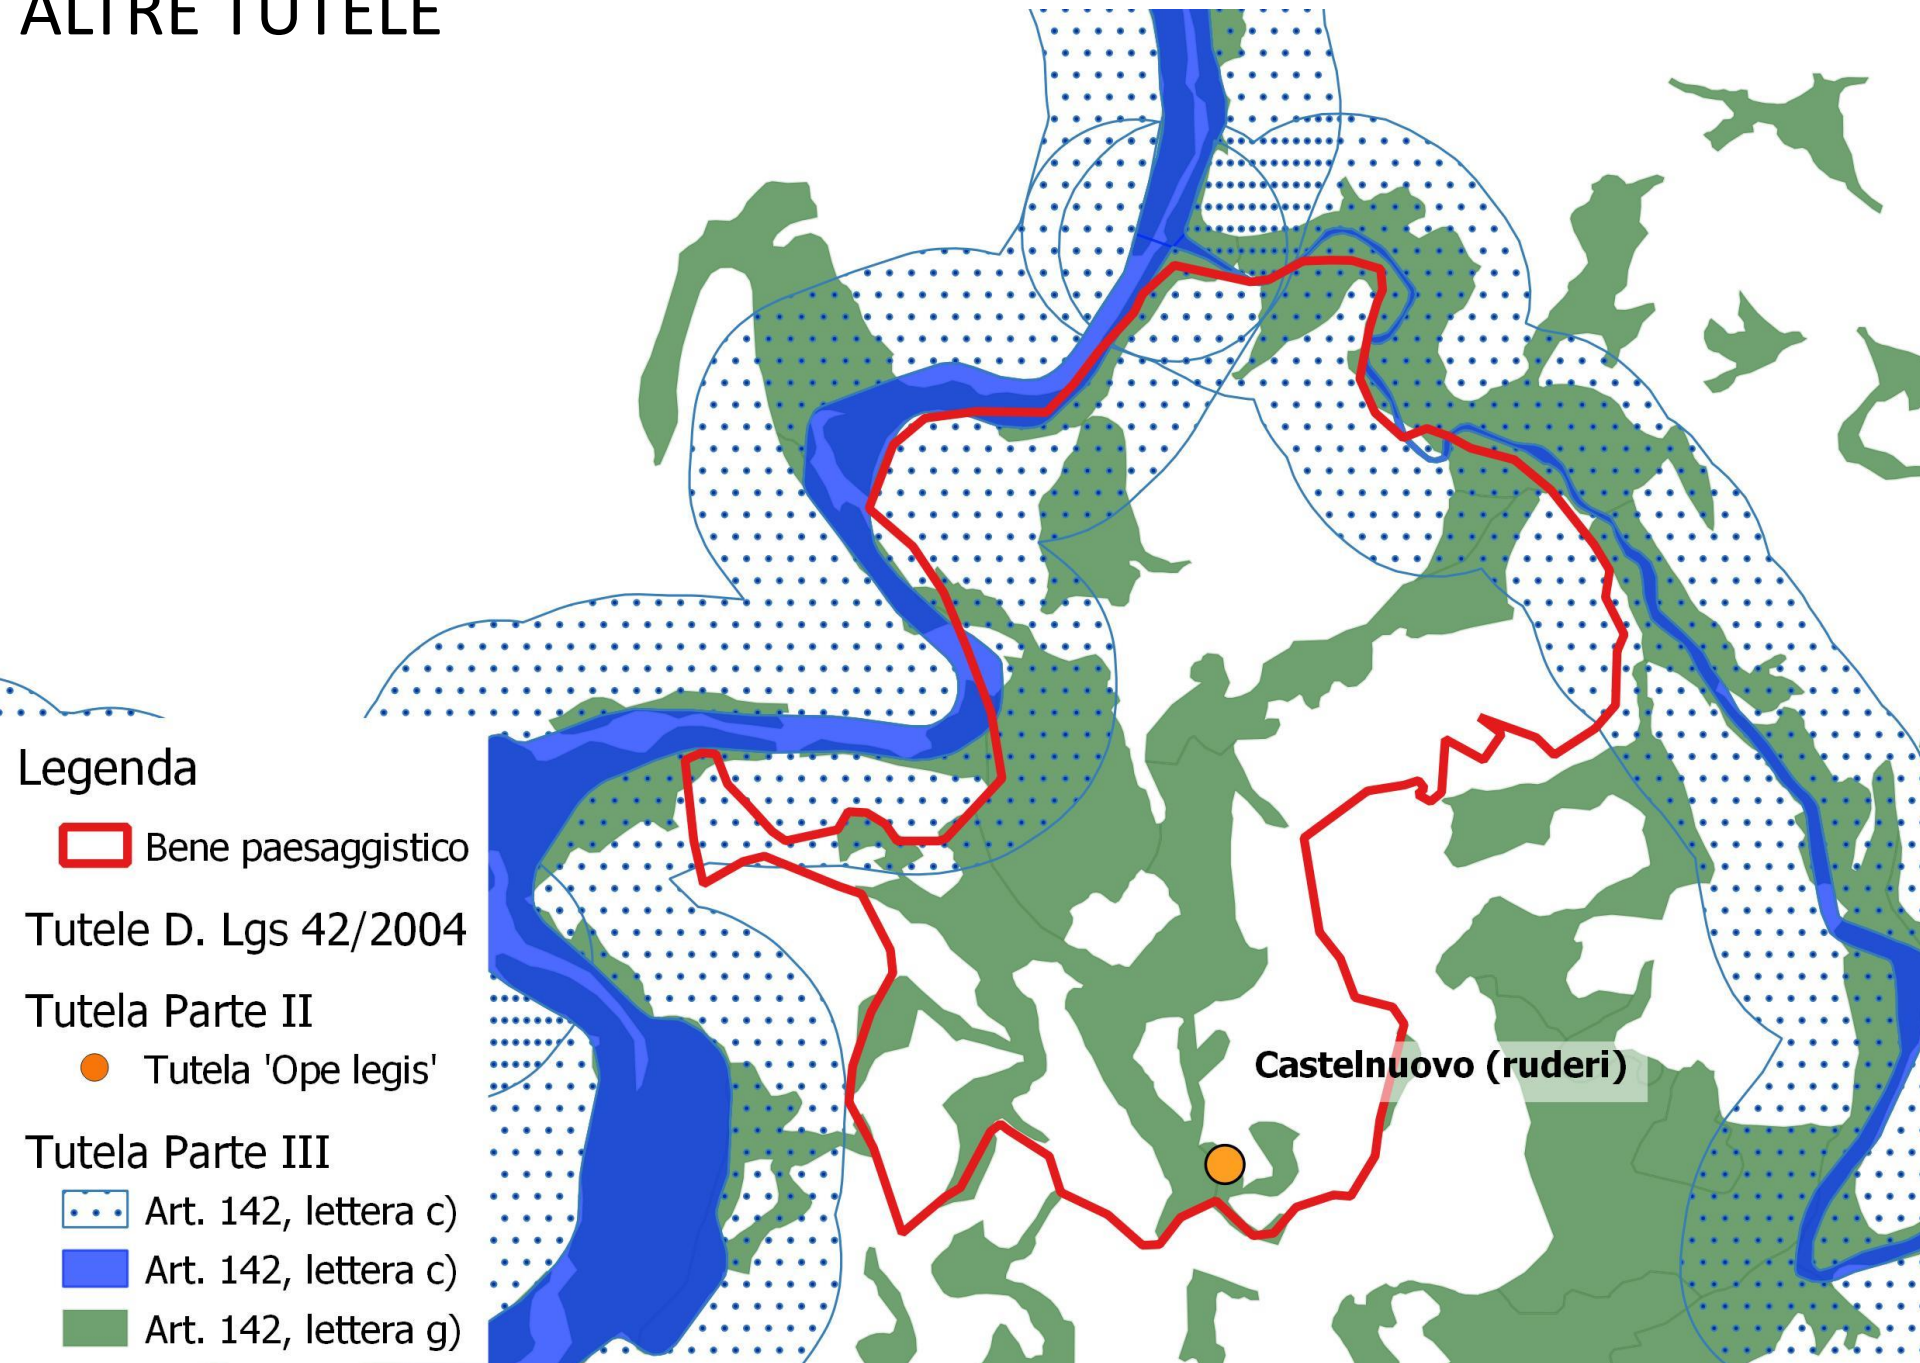 ALTRE TUTELE
Legenda
Bene paesaggistico
Tutele D. Lgs 42/2004
Tutela Parte II
Tutela 'Ope legis'
Tutela Parte III
Art. 142, lettera c)
Art. 142, lettera c)
Art. 142, lettera g)
Castelnuovo (ruderi)